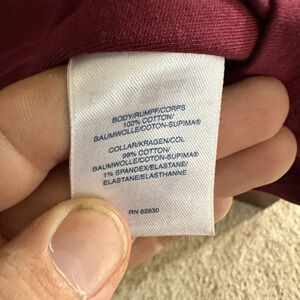 BODY/RUMPF/CORPS
100% COTTON/
BAUMWOLLE/COTON-SUPIMA®
COLLAR/KRAGEN/COL
99% COTTON/
BAUMWOLLE/COTON-SUPIMA®
1% SPANDEX/ELASTANE/
ELASTANE/ELASTHANNE
RN 62830